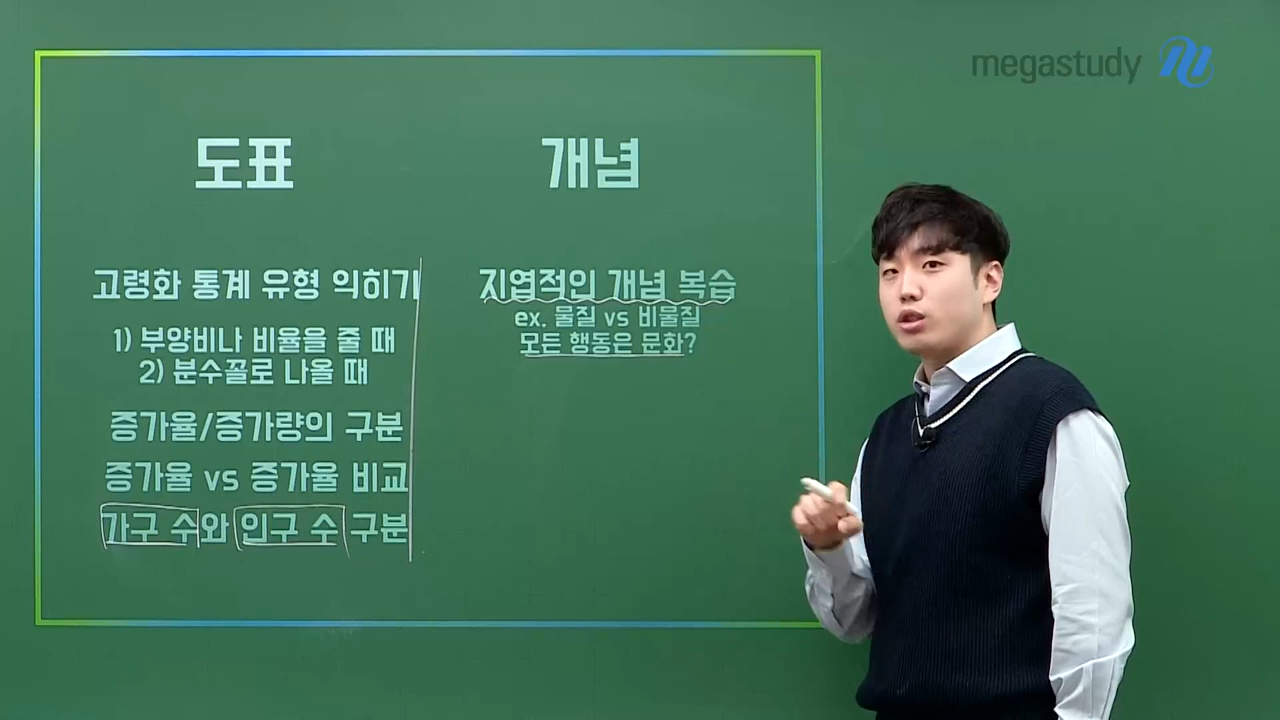 megastudy
도표
고령화 통계 유형 익히기
1) 부양비나 비율을 줄 때
2) 분수꼴로 나올 때
증가율/증가량의 구분
증가율 vs 증가율 비교
가구 수와 인구 수 구분
개념
지엽적인 개념 복습
ex. 물질 vs 비물질
모든 행동은 문화?